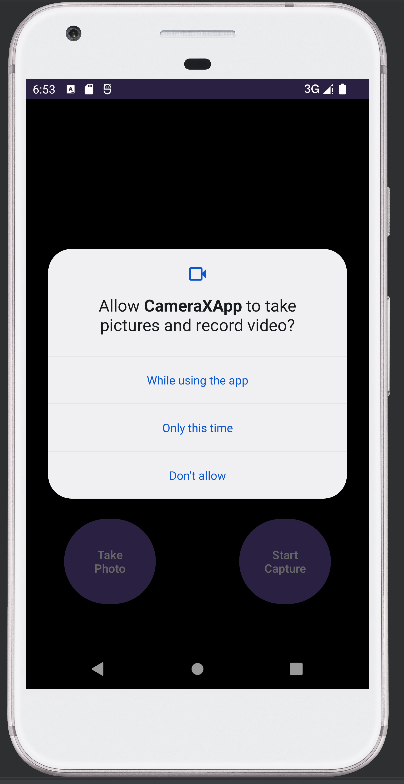 6:53 3G
Allow CameraXApp to take
pictures and record video?
While using the app
Only this time
Don't allow
Take
Photo
Start
Capture